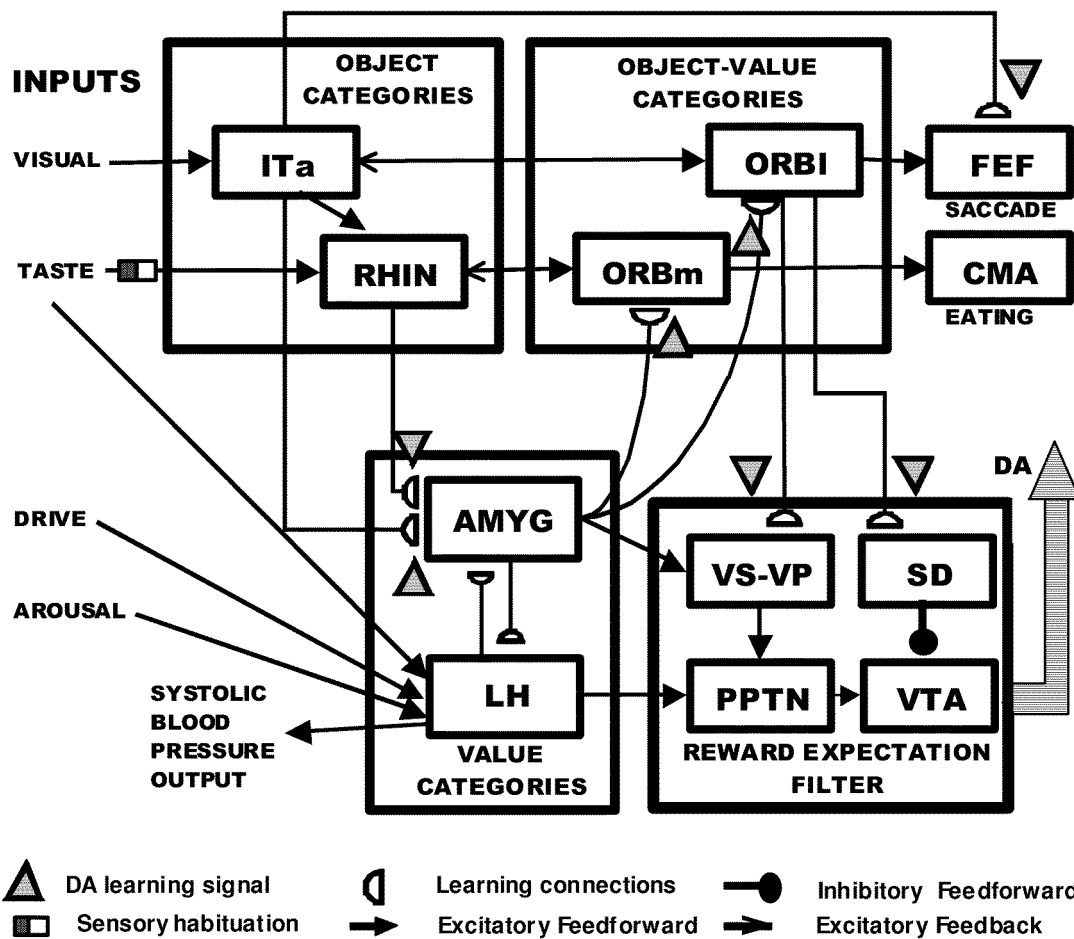 INPUTS
OBJECT
CATEGORIES
OBJECT-VALUE
CATEGORIES
VISUAL
ITa
ORBl
FEF
SACCADE
TASTE
RHIN
ORBm
CMA
EATING
DA
DRIVE
AMYG
VS-VP
SD
AROUSAL
LH
PPTN
VTA
SYSTOLIC
BLOOD
PRESSURE
OUTPUT
VALUE
CATEGORIES
REWARD EXPECTATION
FILTER
DA learning signal
Learning connections
Inhibitory Feedforward
Sensory habituation
Excitatory Feedforward
Excitatory Feedback